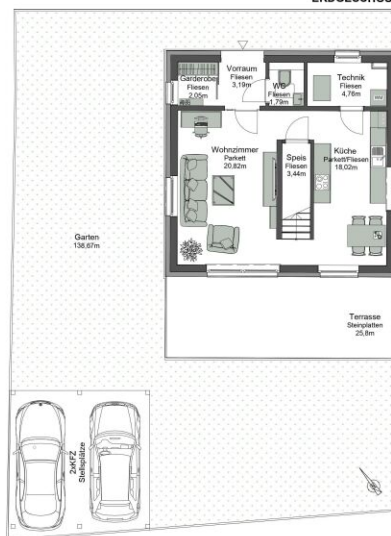 ERDGESCHOSS
Garderobe
Fliesen
2,05m
Vorraum
Fliesen
3,19m
WC
Fliesen
1,79m
Technik
Fliesen
4,76m
Wohnzimmer
Parkett
20,82m
Speis
Fliesen
3,44m
Küche
Parkett/Fliesen
18,02m
Garten
138,67m
Terrasse
Steinplatten
25,8m
2xKFZ
Stellsplätze